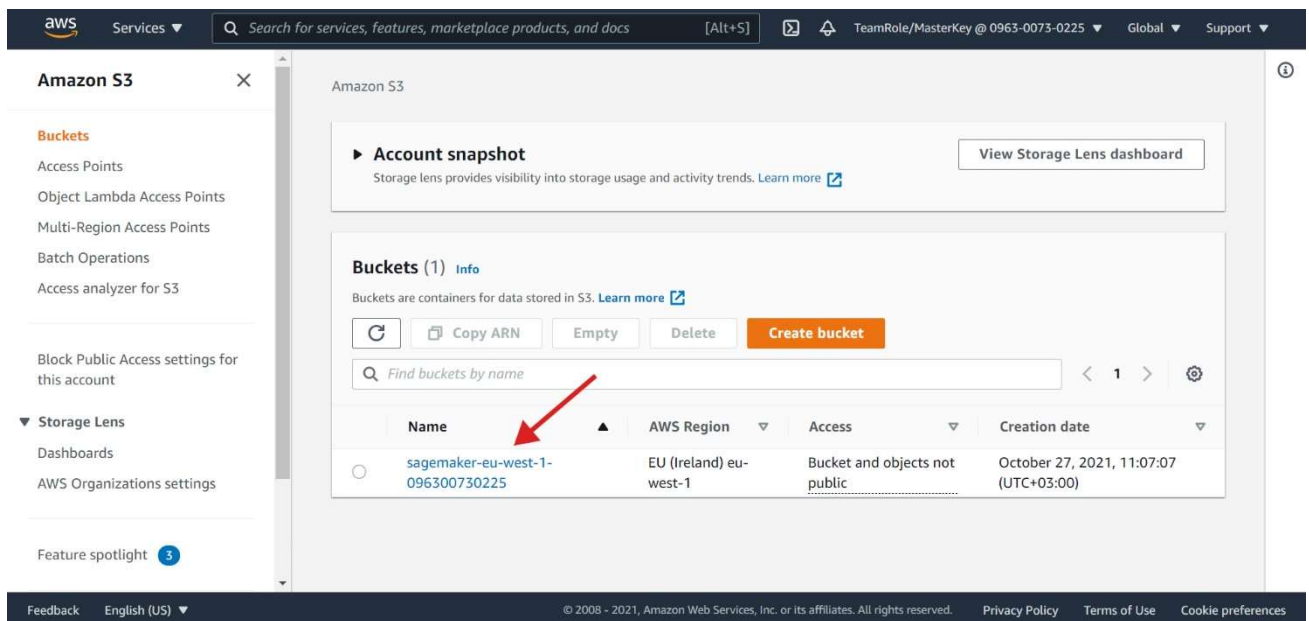 aws Services ▼ Search for services, features, marketplace products, and docs [Alt+S] TeamRole/MasterKey @ 0963-0073-0225 ▼ Global ▼ Support ▼
Amazon S3
Buckets
Access Points
Object Lambda Access Points
Multi-Region Access Points
Batch Operations
Access analyzer for S3
Block Public Access settings for
this account
▼ Storage Lens
Dashboards
AWS Organizations settings
Feature spotlight 3
Amazon S3
▶ Account snapshot
Storage lens provides visibility into storage usage and activity trends. Learn more
View Storage Lens dashboard
Buckets (1) Info
Buckets are containers for data stored in S3. Learn more
Copy ARN Empty Delete Create bucket
Find buckets by name < 1 >
Name ▲ AWS Region ▽ Access ▽ Creation date ▽
sagemaker-eu-west-1- EU (Ireland) eu- Bucket and objects not October 27, 2021, 11:07:07
096300730225 west-1 public (UTC+03:00)
Feedback English (US) ▼ © 2008 - 2021, Amazon Web Services, Inc. or its affiliates. All rights reserved. Privacy Policy Terms of Use Cookie preferences